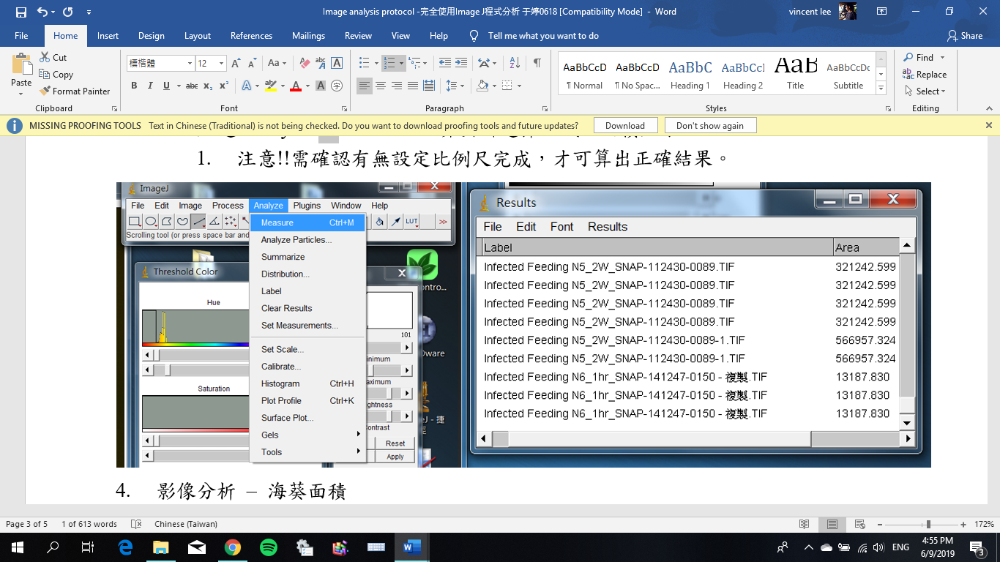 Image analysis protocol -完全使用Image J程式分析 于婷0618 [Compatibility Mode] - Word
vincent lee
File Home Insert Design Layout References Mailings Review View Help Tell me what you want to do Share
Paste
Cut
Copy
Format Painter
Clipboard
標楷體 12
Font
Paragraph
AaBbCcD AaBbCcD AaBbC AaBbCcI AaB AaBbCcDc
¶ Normal ¶ No Spac... Heading 1 Heading 2 Title Subtitle
Styles
Find
Replace
Select
Editing
MISSING PROOFING TOOLS Text in Chinese (Traditional) is not being checked. Do you want to download proofing tools and future updates? Download Don't show again
1. 注意!!需確認有無設定比例尺完成，才可算出正確結果。
ImageJ
File Edit Image Process Analyze Plugins Window Help
LUT >>
Scrolling tool (or press space bar and
Measure Ctrl+M
Analyze Particles...
Summarize
Distribution...
Label
Clear Results
Set Measurements...
Set Scale...
Calibrate...
Histogram Ctrl+H
Plot Profile Ctrl+K
Surface Plot...
Gels
Tools
Threshold Color
Hue
Saturation
101
inimum
aximum
ghtness
Contrast
Reset
Apply
ontro...
Dware
eJ - 捷
徑
Results
File Edit Font Results
Label Area
Infected Feeding N5_2W_SNAP-112430-0089.TIF 321242.599
Infected Feeding N5_2W_SNAP-112430-0089.TIF 321242.599
Infected Feeding N5_2W_SNAP-112430-0089.TIF 321242.599
Infected Feeding N5_2W_SNAP-112430-0089.TIF 321242.599
Infected Feeding N5_2W_SNAP-112430-0089-1.TIF 566957.324
Infected Feeding N5_2W_SNAP-112430-0089-1.TIF 566957.324
Infected Feeding N6_1hr_SNAP-141247-0150 - 複製.TIF 13187.830
Infected Feeding N6_1hr_SNAP-141247-0150 - 複製.TIF 13187.830
Infected Feeding N6_1hr_SNAP-141247-0150 - 複製.TIF 13187.830
4. 影像分析 – 海葵面積
Page 3 of 5 1 of 613 words Chinese (Taiwan) 172%
ENG
4:55 PM
6/9/2019
3